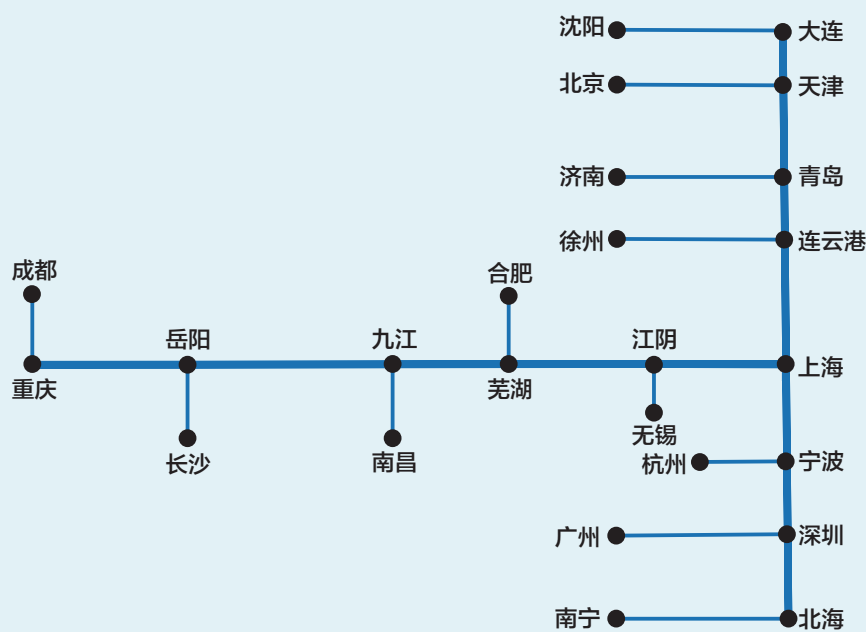 沈阳
大连
北京
天津
济南
青岛
徐州
连云港
成都
合肥
岳阳
九江
江阴
重庆
芜湖
上海
长沙
南昌
无锡
杭州
宁波
广州
深圳
南宁
北海